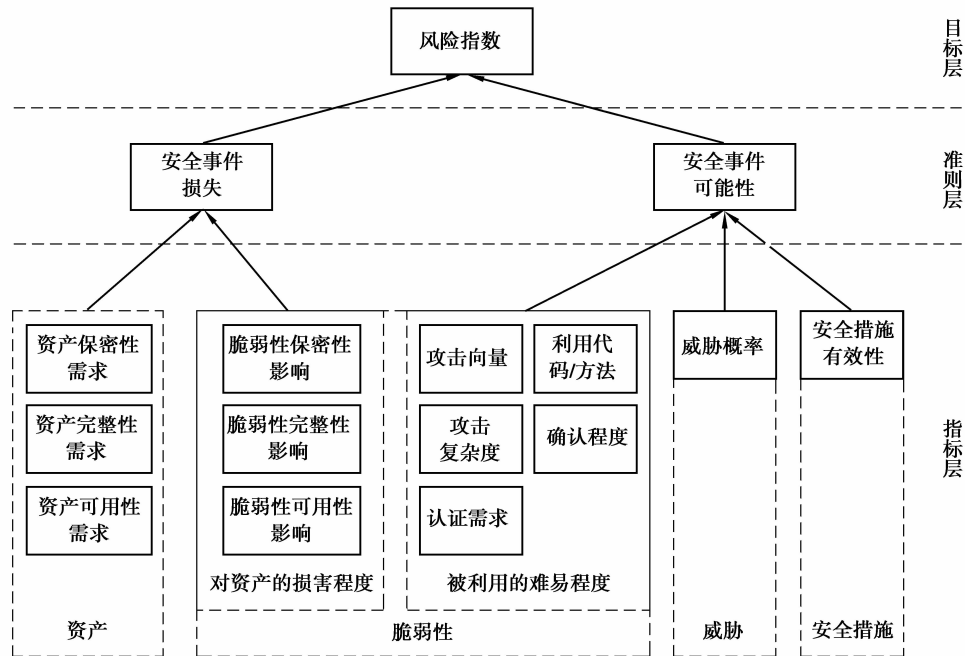 风险指数
目标层
安全事件
损失
安全事件
可能性
准则层
资产保密性
需求
资产完整性
需求
资产可用性
需求
资产
脆弱性保密性
影响
脆弱性完整性
影响
脆弱性可用性
影响
对资产的损害程度
攻击向量
利用代
码/方法
攻击
复杂度
确认程度
认证需求
被利用的难易程度
脆弱性
威胁概率
威胁
安全措施
有效性
安全措施
指标层